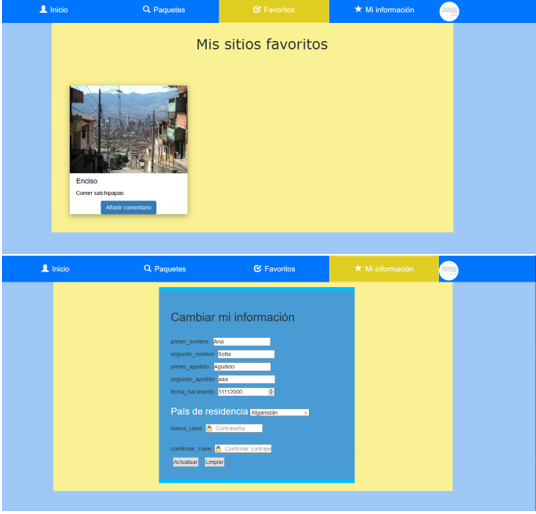 Inicio Paquetes Favoritos Mi información
Mis sitios favoritos
Enciso
Comer salchipapas
Añadir comentario
Inicio Paquetes Favoritos Mi información
Cambiar mi información
primer_nombre: Ana
segundo_nombre: Sofia
primer_apellido: Agudelo
segundo_apellido: aaa
fecha_nacimiento: 31112000
País de residencia Afganistán
nueva_clave: Contraseña
comfirmar_clave: Confirmar contrase
Actualizar Limpiar